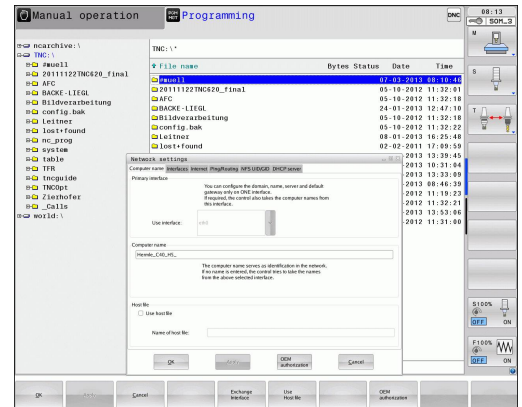 Manual operation
PGM MGT Programming
DNC
08:13
SOM_3
ncarchive:\
TNC:\
#muell
20111122TNC620_final
AFC
BACKE-LIEGL
Bildverarbeitung
config.bak
Leitner
lost+found
nc_prog
system
table
TFR
tncguide
TNCOpt
Zierhofer
_Calls
world:\
TNC:\*
File name Bytes Status Date Time
#muell 07-03-2013 08:10:46
20111122TNC620_final 05-10-2012 11:32:01
AFC 05-10-2012 11:32:18
BACKE-LIEGL 24-01-2013 12:47:10
Bildverarbeitung 05-10-2012 11:32:18
config.bak 05-10-2012 11:32:22
Leitner 08-01-2013 16:25:48
lost+found 02-02-2011 17:09:50
-2013 13:39:45
-2013 10:31:04
-2013 13:33:09
-2013 08:46:39
-2012 11:19:23
-2012 11:32:21
-2013 13:53:06
-2012 11:31:00
Network settings
Computer name Interfaces Internet Ping/Routing NFS UID/GID DHCP server
Primary interface
You can configure the domain, name, server and default
gateway only on ONE interface.
If required, the control also takes the computer names from
this interface.
Use interface:
Computer name
Hermle_C40_HS_
The computer name serves as identification in the network.
If no name is entered, the control tries to take the names
from the above selected interface.
Host file
Use host file
Name of host file:
OK
OEM
authorization
Cancel
M
S
T
S100%
OFF ON
F100%
OFF ON
OK
Cancel
Exchange
Interface
Use
Host file
OEM
authorization